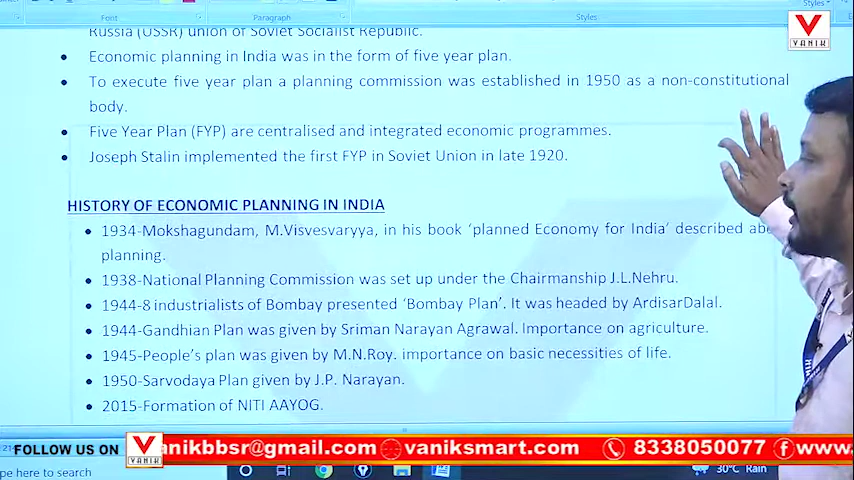 Font
Paragraph
Styles
Styles
VANIK
Russia (USSR) union of Soviet Socialist Republic.
• Economic planning in India was in the form of five year plan.
• To execute five year plan a planning commission was established in 1950 as a non-constitutional
body.
• Five Year Plan (FYP) are centralised and integrated economic programmes.
• Joseph Stalin implemented the first FYP in Soviet Union in late 1920.
HISTORY OF ECONOMIC PLANNING IN INDIA
• 1934-Mokshagundam, M.Visvesvaryya, in his book 'planned Economy for India' described ab
planning.
• 1938-National Planning Commission was set up under the Chairmanship J.L.Nehru.
• 1944-8 industrialists of Bombay presented 'Bombay Plan'. It was headed by ArdisarDalal.
• 1944-Gandhian Plan was given by Sriman Narayan Agrawal. Importance on agriculture.
• 1945-People's plan was given by M.N.Roy. importance on basic necessities of life.
• 1950-Sarvodaya Plan given by J.P. Narayan.
• 2015-Formation of NITI AAYOG.
FOLLOW US ON VANIK anikbbsr@gmail.com vaniksmart.com 8338050077 www.
pe here to search 30°C Rain